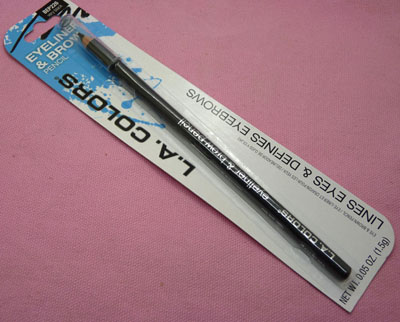 BEP226
EYELINER
& BROW
PENCIL
L.A. COLORS®
L.A. COLORS® eyeliner & brow pencil
LINES EYES & DEFINES EYEBROWS
NET WT. 0.05 OZ. (1.5g)